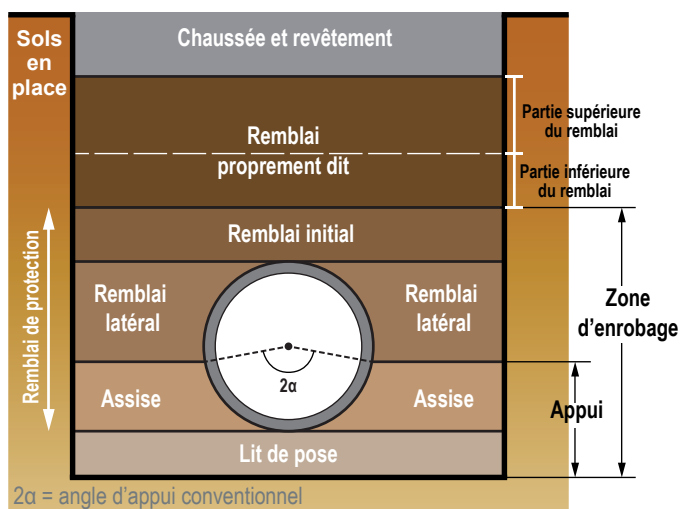 Sols
en
place
Chaussée et revêtement
Remblai
proprement dit
Partie supérieure
du remblai
Partie inférieure
du remblai
Remblai de protection
Remblai initial
Remblai
latéral
Remblai
latéral
Zone
d'enrobage
2α
Assise
Assise
Appui
Lit de pose
2α = angle d'appui conventionnel